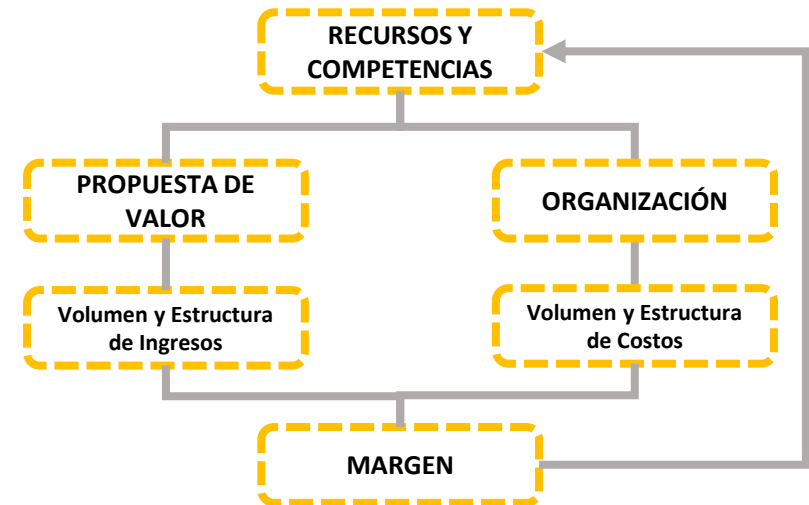 RECURSOS Y
COMPETENCIAS
PROPUESTA DE
VALOR
ORGANIZACIÓN
Volumen y Estructura
de Ingresos
Volumen y Estructura
de Costos
MARGEN